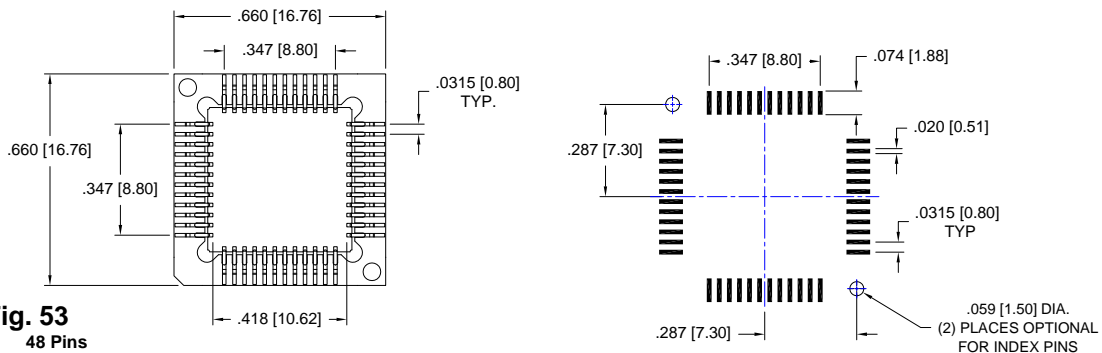 .660 [16.76]
.347 [8.80]
.0315 [0.80]
TYP.
.660 [16.76]
.347 [8.80]
.418 [10.62]
ig. 53
48 Pins
.347 [8.80]
.074 [1.88]
.020 [0.51]
.287 [7.30]
.0315 [0.80]
TYP
.287 [7.30]
.059 [1.50] DIA.
(2) PLACES OPTIONAL
FOR INDEX PINS